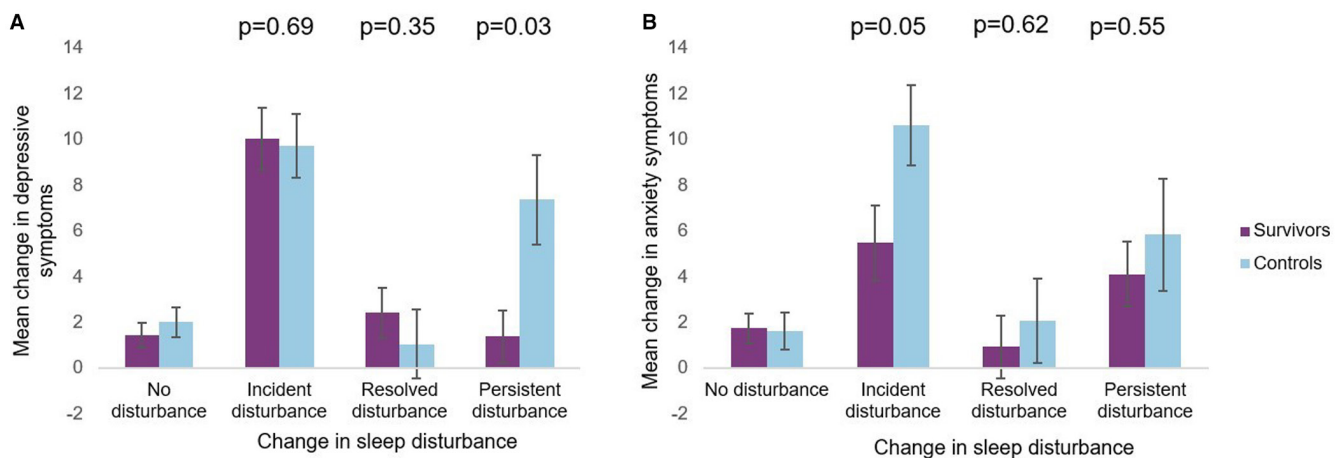 A
p=0.69 p=0.35 p=0.03
14
12
10
8
6
4
2
0
-2
Mean change in depressive
symptoms
No
disturbance
Incident
disturbance
Resolved
disturbance
Persistent
disturbance
Change in sleep disturbance
B
p=0.05 p=0.62 p=0.55
14
12
10
8
6
4
2
0
-2
Mean change in anxiety symptoms
No disturbance
Incident
disturbance
Resolved
disturbance
Persistent
disturbance
Change in sleep disturbance
Survivors
Controls